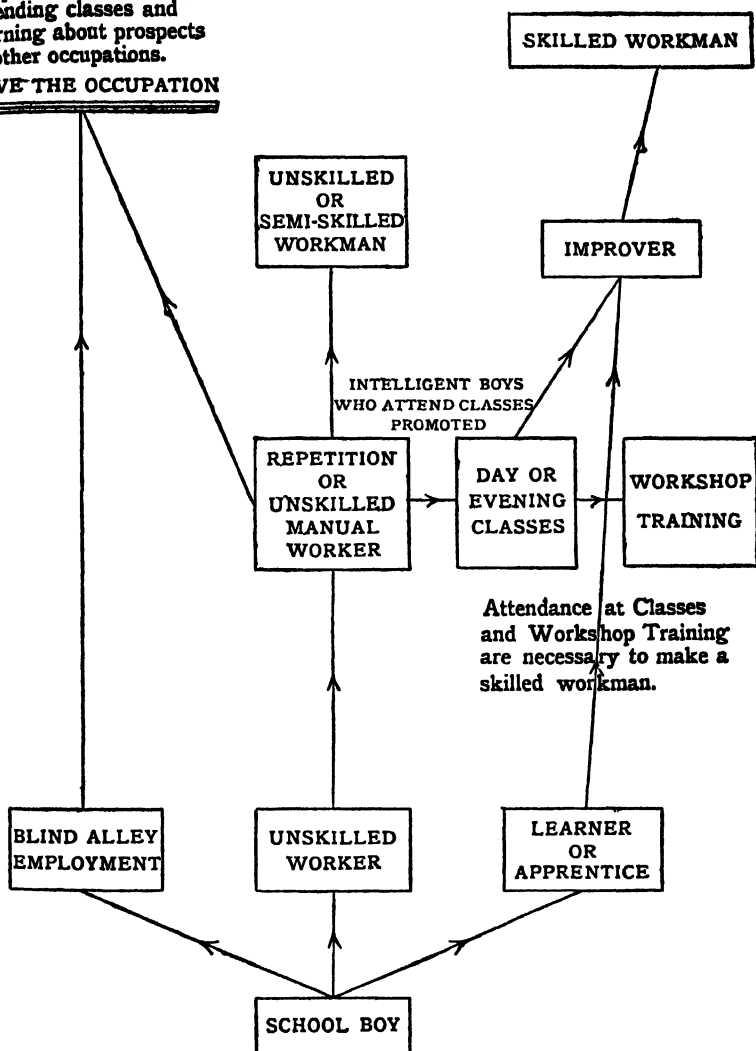 ending classes and
rning about prospects
other occupations.
VE THE OCCUPATION
SKILLED WORKMAN
UNSKILLED
OR
SEMI-SKILLED
WORKMAN
IMPROVER
INTELLIGENT BOYS
WHO ATTEND CLASSES
PROMOTED
REPETITION
OR
UNSKILLED
MANUAL
WORKER
DAY OR
EVENING
CLASSES
WORKSHOP
TRAINING
Attendance at Classes
and Workshop Training
are necessary to make a
skilled workman.
BLIND ALLEY
EMPLOYMENT
UNSKILLED
WORKER
LEARNER
OR
APPRENTICE
SCHOOL BOY